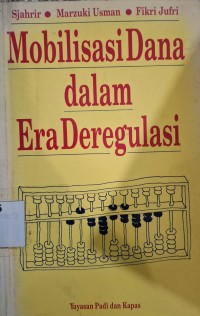 Sjahrir ● Marzuki Usman ● Fikri Jufri
Mobilisasi Dana
dalam
Era Deregulasi
Yayasan Padi dan Kapas